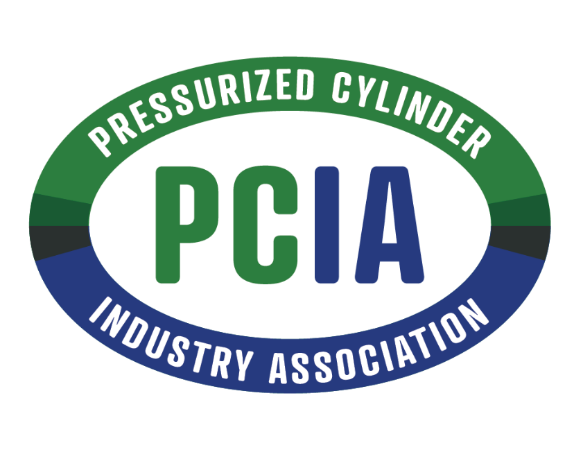 PRESSURIZED CYLINDER
PCIA
INDUSTRY ASSOCIATION